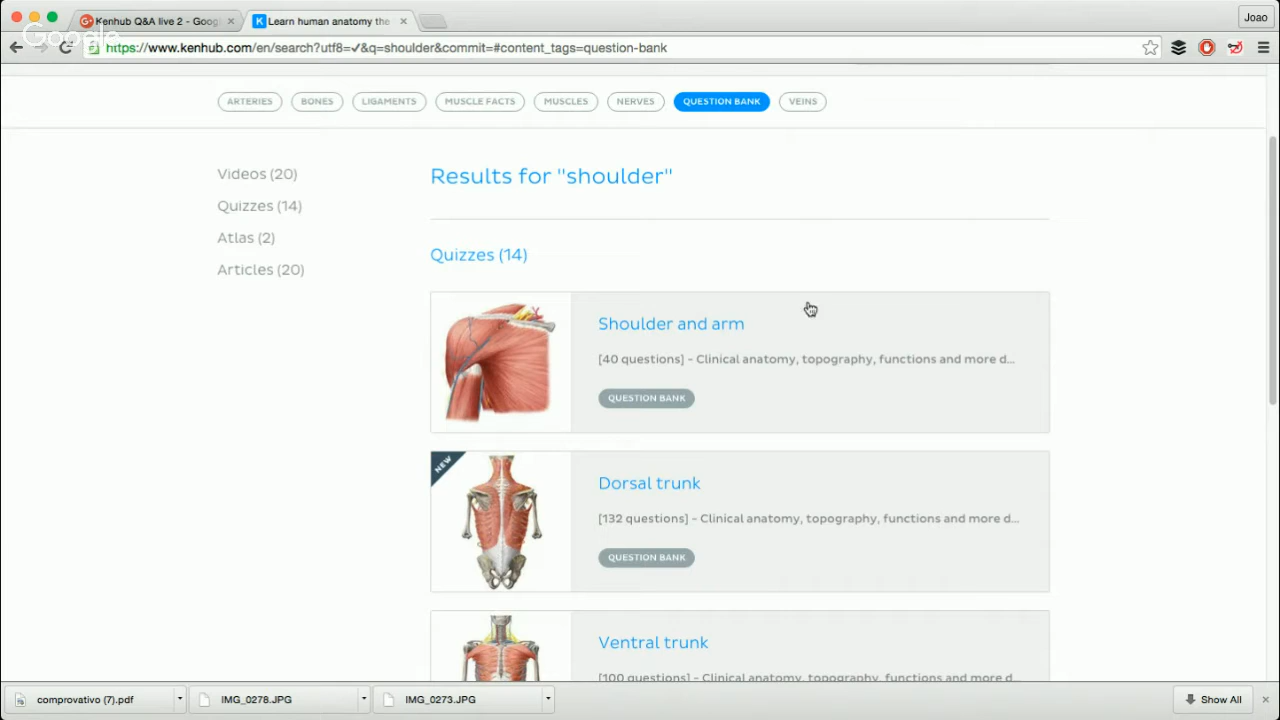 Kenhub Q&A live 2 - Goo
Learn human anatomy the
Joao
Google
https://www.kenhub.com/en/search?utf8=✓&q=shoulder&commit=#content_tags=question-bank
ARTERIES BONES LIGAMENTS MUSCLE FACTS MUSCLES NERVES QUESTION BANK VEINS
Videos (20)
Quizzes (14)
Atlas (2)
Articles (20)
Results for "shoulder"
Quizzes (14)
Shoulder and arm
[40 questions] - Clinical anatomy, topography, functions and more d...
QUESTION BANK
NEW
Dorsal trunk
[132 questions] - Clinical anatomy, topography, functions and more d...
QUESTION BANK
Ventral trunk
[100 questions] - Clinical anatomy, topography, functions and more d...
comprovativo (7).pdf IMG_0278.JPG IMG_0273.JPG Show All